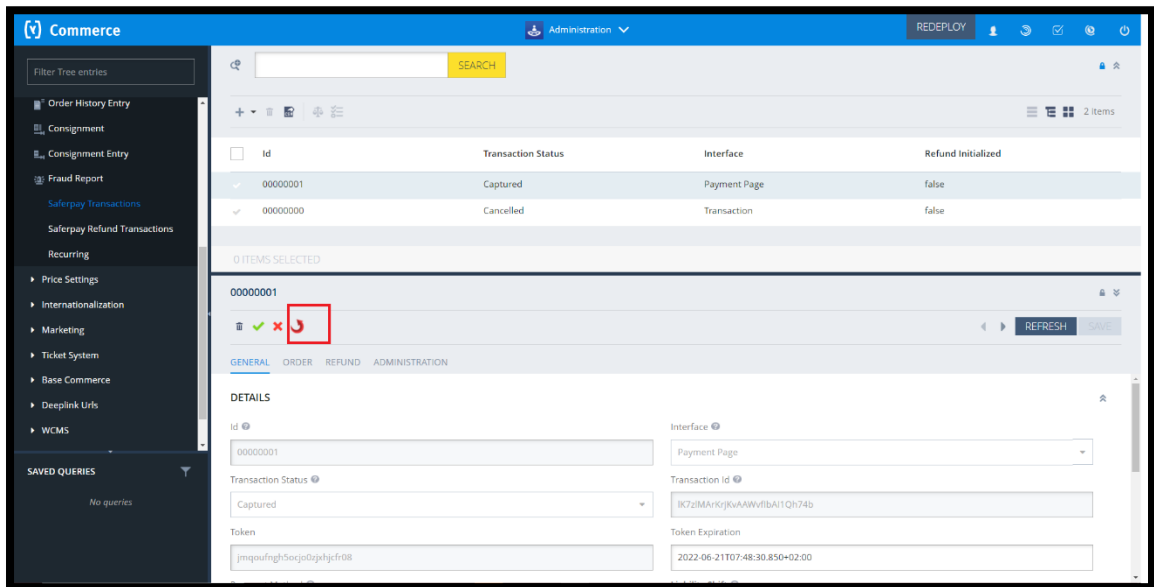 (y) Commerce
Administration
REDEPLOY
Filter Tree entries
Order History Entry
Consignment
Consignment Entry
Fraud Report
Saferpay Transactions
Saferpay Refund Transactions
Recurring
Price Settings
Internationalization
Marketing
Ticket System
Base Commerce
Deeplink Urls
WCMS
SAVED QUERIES
No queries
SEARCH
2 items
Id Transaction Status Interface Refund Initialized
00000001 Captured Payment Page false
00000000 Cancelled Transaction false
0 ITEMS SELECTED
00000001
REFRESH SAVE
GENERAL ORDER REFUND ADMINISTRATION
DETAILS
Id Interface
00000001 Payment Page
Transaction Status Transaction Id
Captured
Token Token Expiration
jmqoufngh5ocjo0zjxhjcfr08 2022-06-21T07:48:30.850+02:00